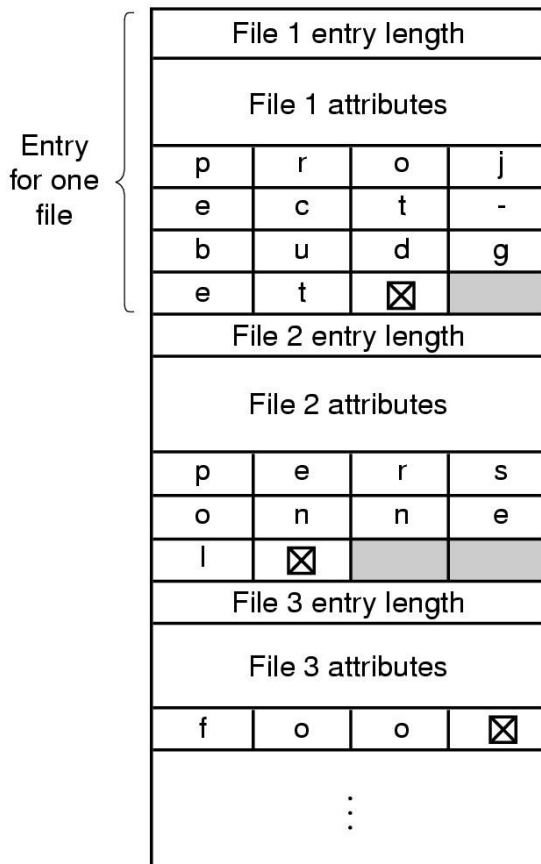 File 1 entry length
File 1 attributes
Entry
for one
file
p r o j
e c t -
b u d g
e t ☒
File 2 entry length
File 2 attributes
p e r s
o n n e
l ☒
File 3 entry length
File 3 attributes
f o o ☒
⋮